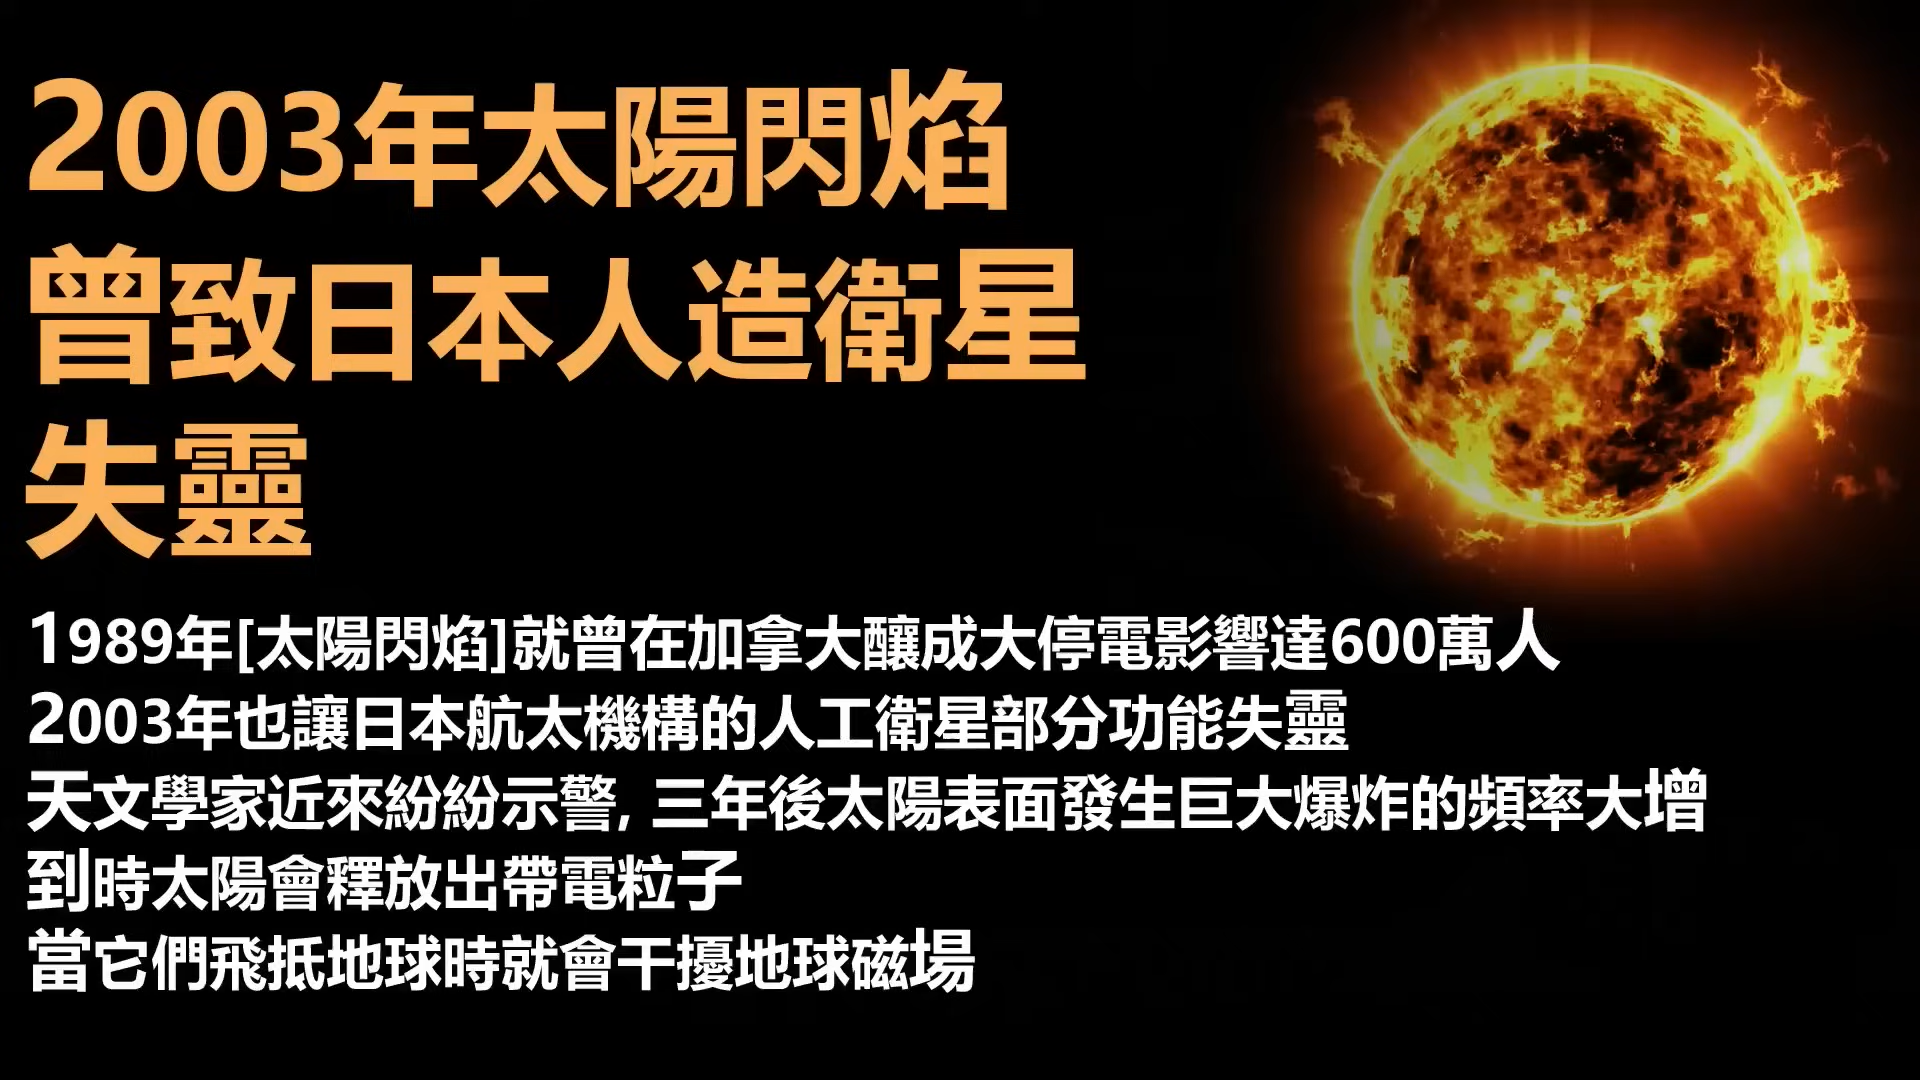 2003年太陽閃焰
曾致日本人造衛星
失靈
1989年[太陽閃焰]就曾在加拿大釀成大停電影響達600萬人
2003年也讓日本航太機構的人工衛星部分功能失靈
天文學家近來紛紛示警, 三年後太陽表面發生巨大爆炸的頻率大增
到時太陽會釋放出帶電粒子
當它們飛抵地球時就會干擾地球磁場